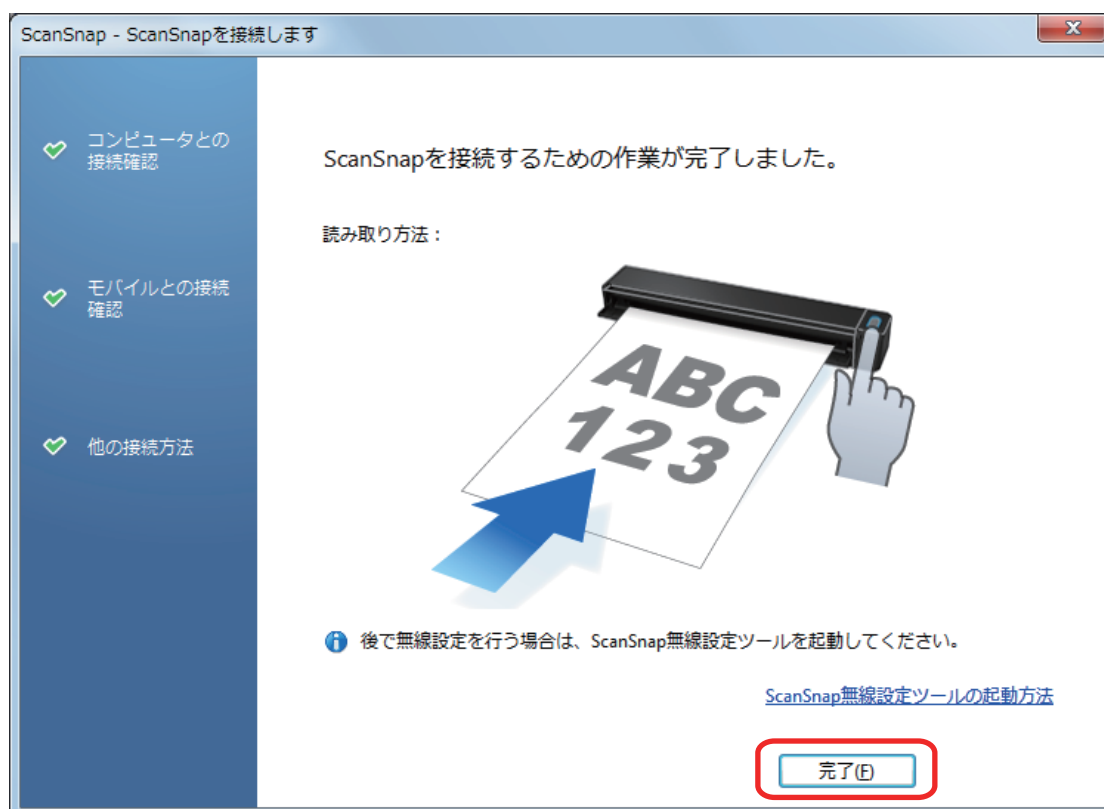 ScanSnap - ScanSnapを接続します
コンピュータとの
接続確認
モバイルとの接続
確認
他の接続方法
ScanSnapを接続するための作業が完了しました。
読み取り方法：
ABC
123
後で無線設定を行う場合は、ScanSnap無線設定ツールを起動してください。
ScanSnap無線設定ツールの起動方法
完了(F)